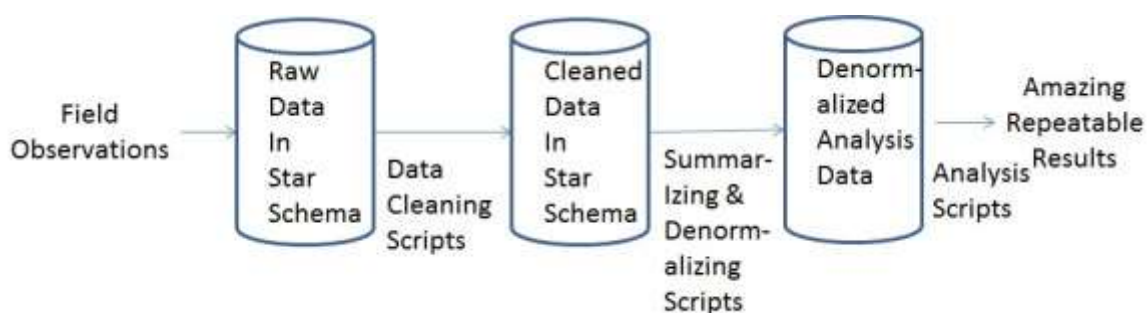 Field
Observations
Raw
Data
In
Star
Schema
Data
Cleaning
Scripts
Cleaned
Data
In
Star
Schema
Summar-
Izing &
Denorm-
alizing
Scripts
Denorm-
alized
Analysis
Data
Analysis
Scripts
Amazing
Repeatable
Results